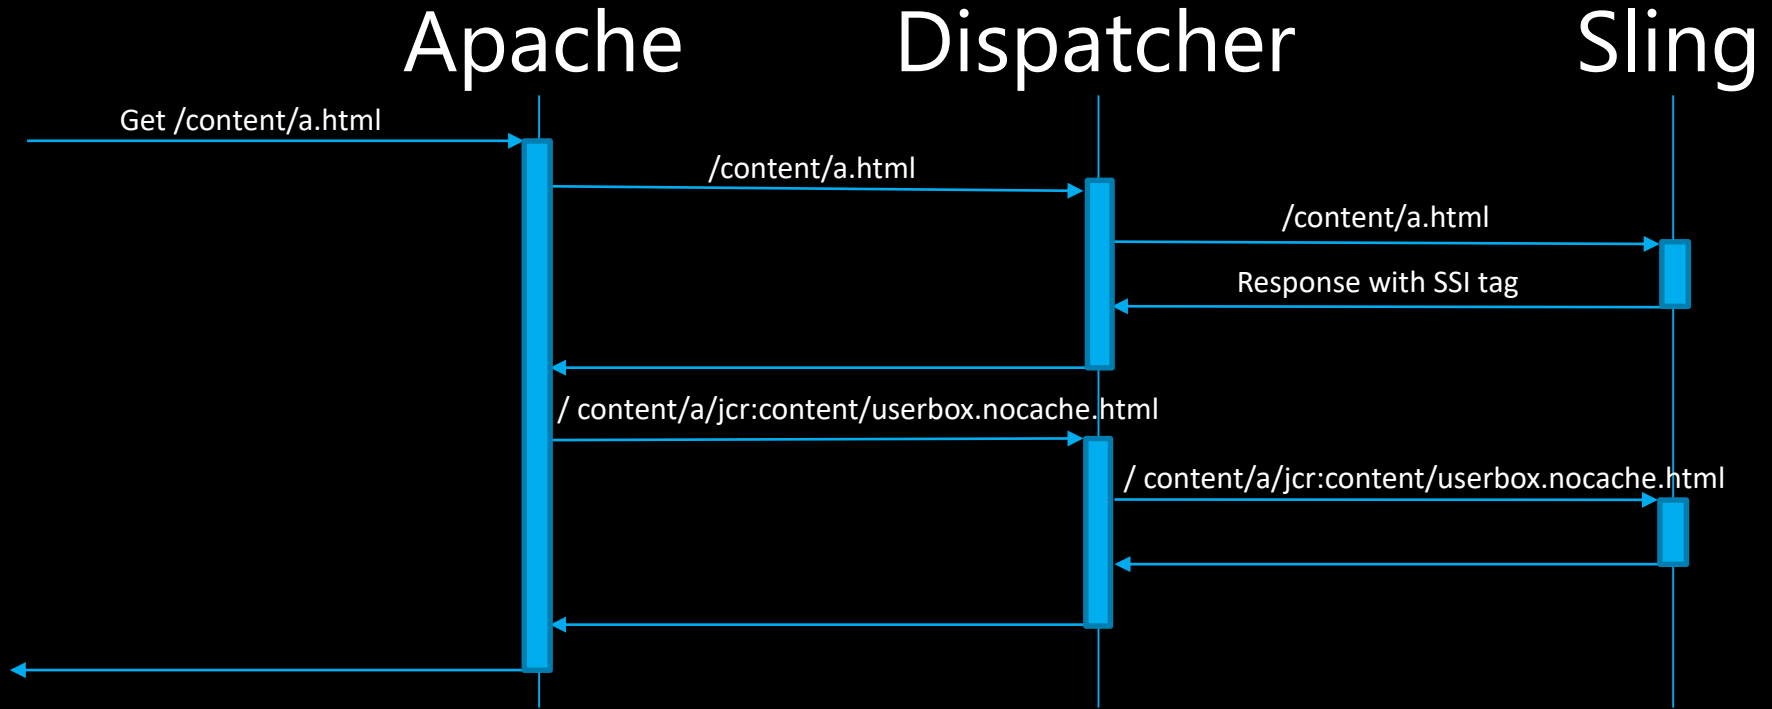 Apache Dispatcher Sling
Get /content/a.html
/content/a.html
/content/a.html
Response with SSI tag
/ content/a/jcr:content/userbox.nocache.html
/ content/a/jcr:content/userbox.nocache.html